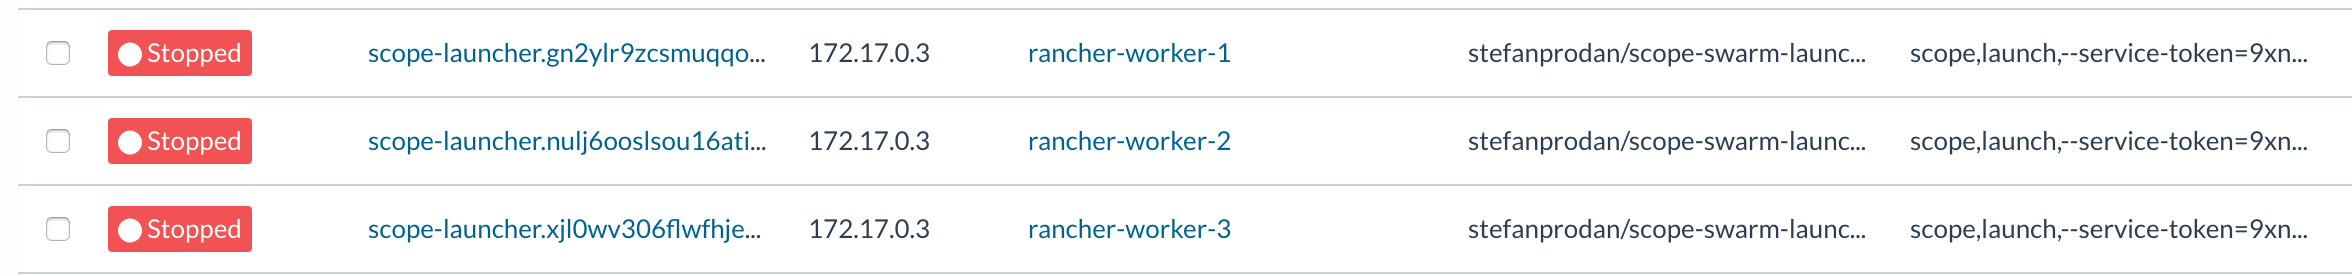 Stopped scope-launcher.gn2ylr9zcsmuqqo... 172.17.0.3 rancher-worker-1 stefanprodan/scope-swarm-launc... scope,launch,--service-token=9xn...
Stopped scope-launcher.nulj6ooslsou16ati... 172.17.0.3 rancher-worker-2 stefanprodan/scope-swarm-launc... scope,launch,--service-token=9xn...
Stopped scope-launcher.xjl0wv306flwfhje... 172.17.0.3 rancher-worker-3 stefanprodan/scope-swarm-launc... scope,launch,--service-token=9xn...